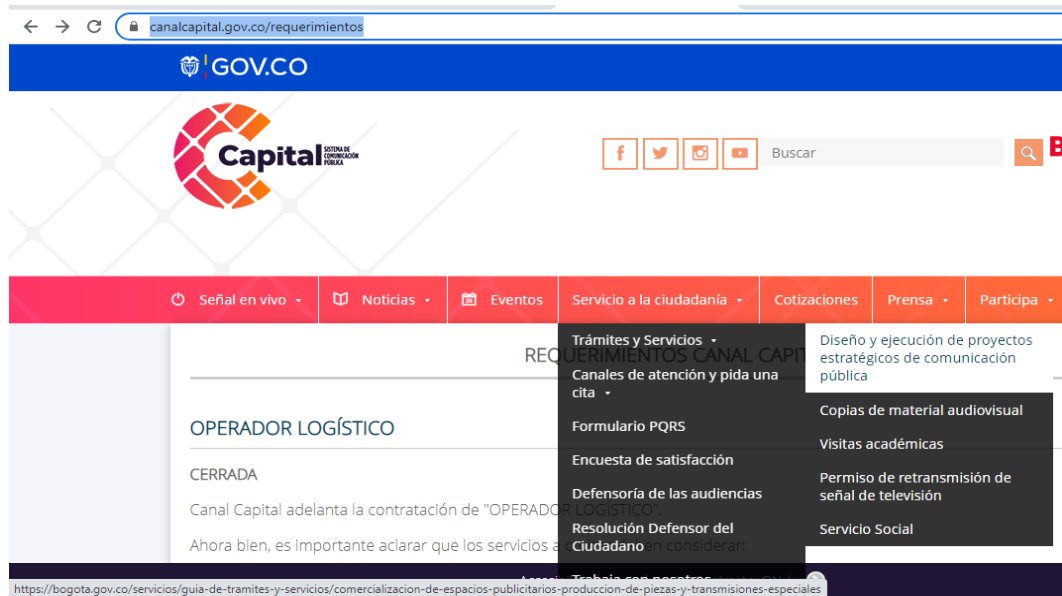 canalcapital.gov.co/requerimientos
GOV.CO
Capital SISTEMA DE
COMUNICACIÓN
PÚBLICA
Buscar
B
Señal en vivo
Noticias
Eventos
Servicio a la ciudadanía
Cotizaciones
Prensa
Participa
Trámites y Servicios
Canales de atención y pida una
cita
Formulario PQRS
Encuesta de satisfacción
Defensoría de las audiencias
Resolución Defensor del
Ciudadano
Trabaja con nosotros
Diseño y ejecución de proyectos
estratégicos de comunicación
pública
Copias de material audiovisual
Visitas académicas
Permiso de retransmisión de
señal de televisión
Servicio Social
REQUERIMIENTOS CANAL CAPIT
OPERADOR LOGÍSTICO
CERRADA
Canal Capital adelanta la contratación de "OPERADOR LOGÍSTICO".
Ahora bien, es importante aclarar que los servicios a considerar:
https://bogota.gov.co/servicios/guia-de-tramites-y-servicios/comercializacion-de-espacios-publicitarios-produccion-de-piezas-y-transmisiones-especiales